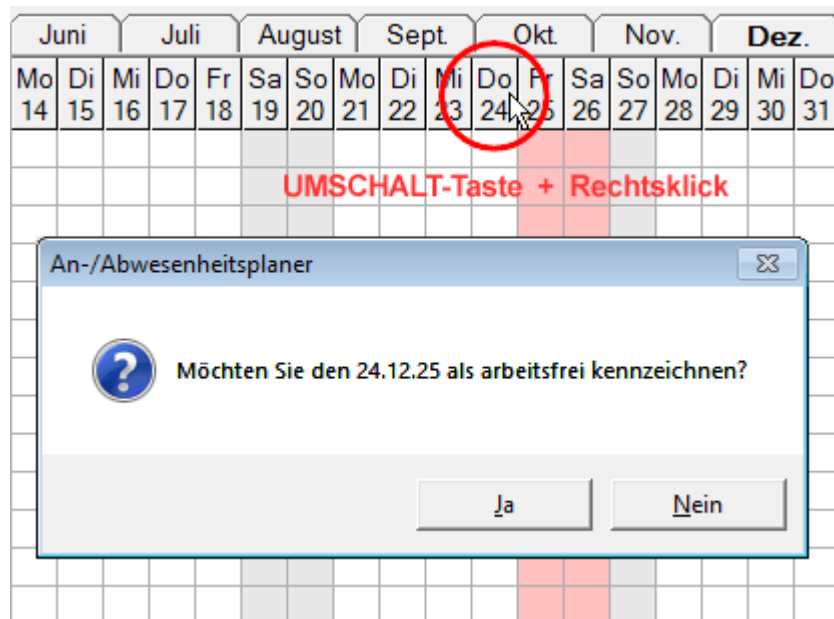 Juni Juli August Sept. Okt. Nov. Dez.
Mo Di Mi Do Fr Sa So Mo Di Mi Do Fr Sa So Mo Di Mi Do
14 15 16 17 18 19 20 21 22 23 24 25 26 27 28 29 30 31
UMSCHALT-Taste + Rechtsklick
An-/Abwesenheitsplaner
Möchten Sie den 24.12.25 als arbeitsfrei kennzeichnen?
Ja Nein